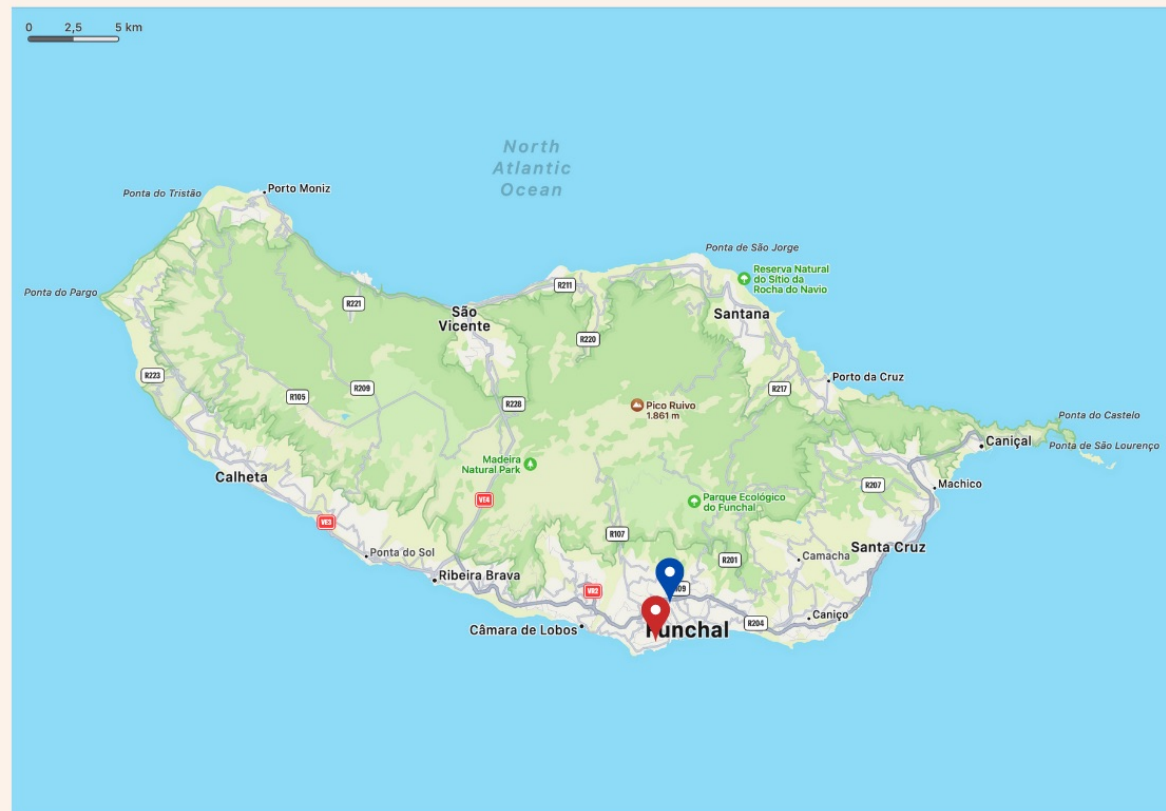 0 2,5 5 km
North
Atlantic
Ocean
Ponta do Tristão
Porto Moniz
Ponta de São Jorge
Reserva Natural
do Sítio da
Rocha do Navio
Ponta do Pargo
R211
R221
São
Vicente
Santana
R220
R223
Porto da Cruz
R217
R209
R105
R228
Pico Ruivo
1.861 m
Ponta do Castelo
Caniçal
Ponta de São Lourenço
Madeira
Natural Park
Calheta
R207
Machico
VE4
Parque Ecológico
do Funchal
VE3
R107
Ponta do Sol
Santa Cruz
Camacha
R201
Ribeira Brava
VR2
Caniço
R204
Câmara de Lobos
Funchal